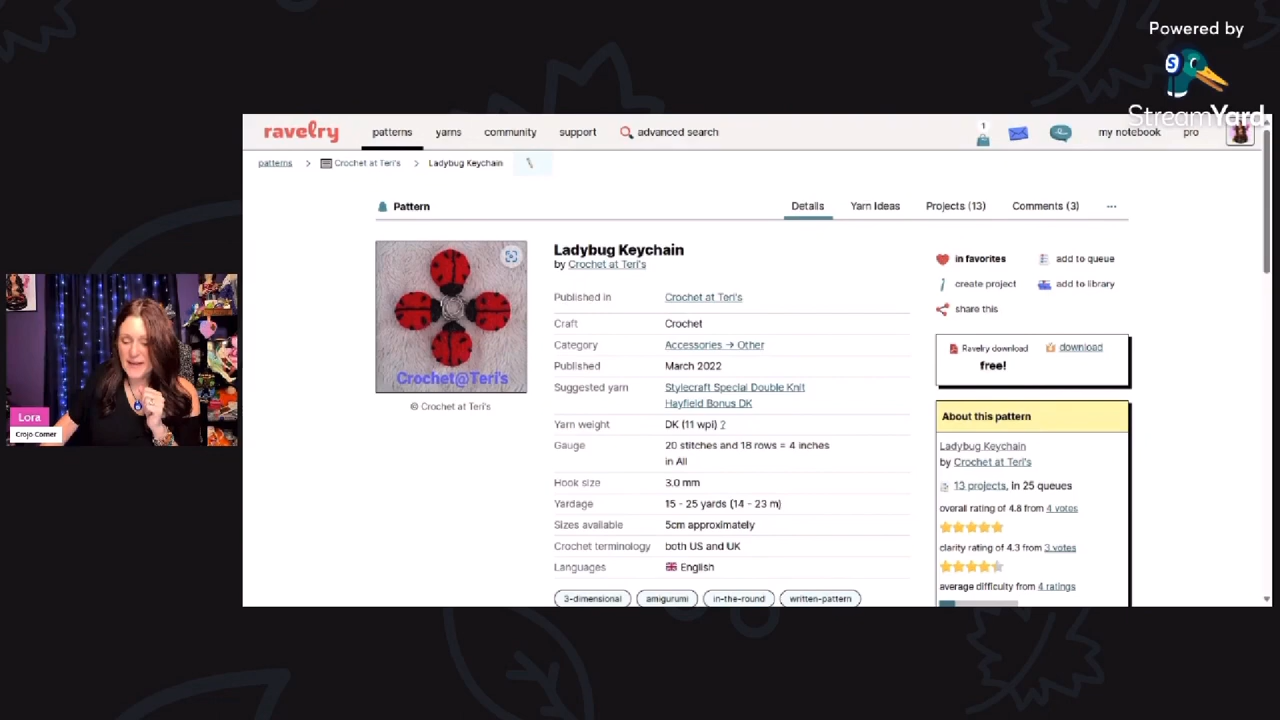 Powered by
S
StreamYard
ravelry
patterns yarns community support advanced search 1 my notebook pro
patterns > Crochet at Teri's > Ladybug Keychain
Pattern
Details Yarn Ideas Projects (13) Comments (3) ...
Crochet@Teri's
© Crochet at Teri's
Ladybug Keychain
by Crochet at Teri's
Published in Crochet at Teri's
Craft Crochet
Category Accessories → Other
Published March 2022
Suggested yarn Stylecraft Special Double Knit
Hayfield Bonus DK
Yarn weight DK (11 wpi) ?
Gauge 20 stitches and 18 rows = 4 inches
in All
Hook size 3.0 mm
Yardage 15 - 25 yards (14 - 23 m)
Sizes available 5cm approximately
Crochet terminology both US and UK
Languages English
3-dimensional amigurumi in-the-round written-pattern
in favorites add to queue
create project add to library
share this
Ravelry download download
free!
About this pattern
Ladybug Keychain
by Crochet at Teri's
13 projects, in 25 queues
overall rating of 4.8 from 4 votes
clarity rating of 4.3 from 3 votes
average difficulty from 4 ratings
Lora
Crojo Corner